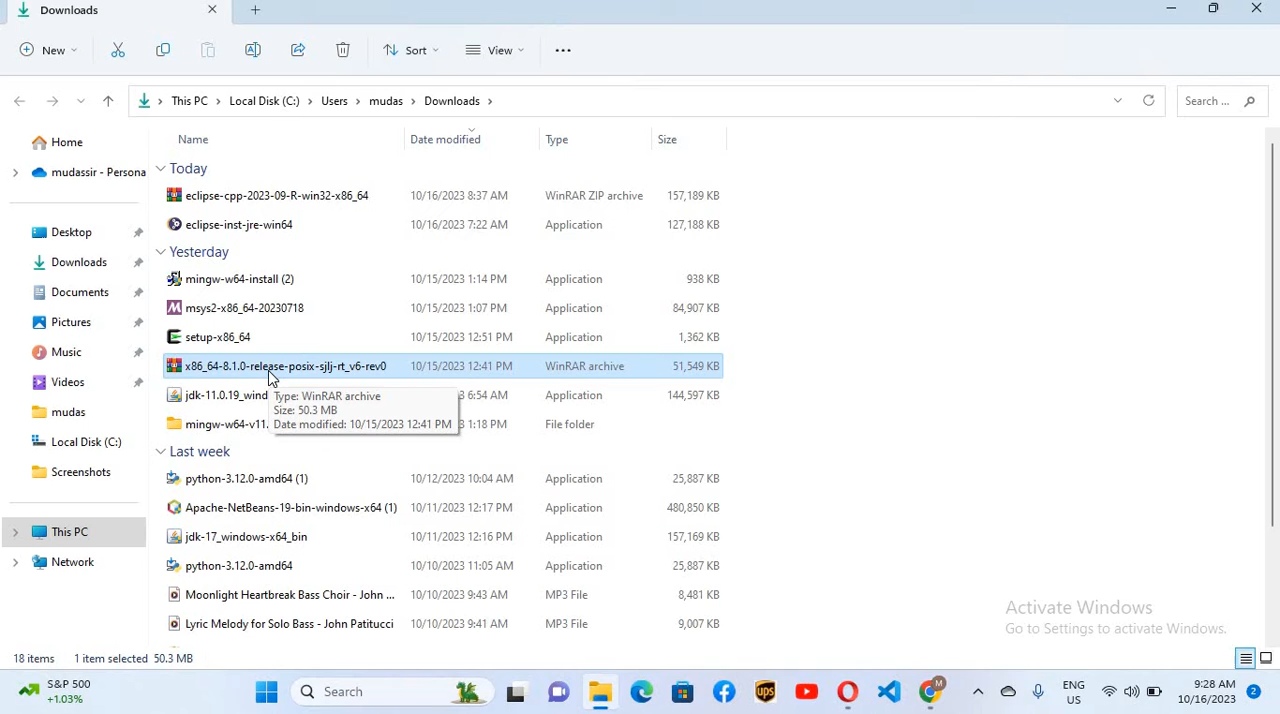 Downloads
New
Sort
View
This PC
Local Disk (C:)
Users
mudas
Downloads
Search ...
Home
mudassir - Persona
Desktop
Downloads
Documents
Pictures
Music
Videos
mudas
Local Disk (C:)
Screenshots
This PC
Network
Name Date modified Type Size
Today
eclipse-cpp-2023-09-R-win32-x86_64 10/16/2023 8:37 AM WinRAR ZIP archive 157,189 KB
eclipse-inst-jre-win64 10/16/2023 7:22 AM Application 127,188 KB
Yesterday
mingw-w64-install (2) 10/15/2023 1:14 PM Application 938 KB
msys2-x86_64-20230718 10/15/2023 1:07 PM Application 84,907 KB
setup-x86_64 10/15/2023 12:51 PM Application 1,362 KB
x86_64-8.1.0-release-posix-sjlj-rt_v6-rev0 10/15/2023 12:41 PM WinRAR archive 51,549 KB
jdk-11.0.19_wind 3 6:54 AM Application 144,597 KB
mingw-w64-v11. 3 1:18 PM File folder
Type: WinRAR archive
Size: 50.3 MB
Date modified: 10/15/2023 12:41 PM
Last week
python-3.12.0-amd64 (1) 10/12/2023 10:04 AM Application 25,887 KB
Apache-NetBeans-19-bin-windows-x64 (1) 10/11/2023 12:17 PM Application 480,850 KB
jdk-17_windows-x64_bin 10/11/2023 12:16 PM Application 157,169 KB
python-3.12.0-amd64 10/10/2023 11:05 AM Application 25,887 KB
Moonlight Heartbreak Bass Choir - John ... 10/10/2023 9:43 AM MP3 File 8,481 KB
Lyric Melody for Solo Bass - John Patitucci 10/10/2023 9:41 AM MP3 File 9,007 KB
Activate Windows
Go to Settings to activate Windows.
18 items 1 item selected 50.3 MB
S&P 500
+1.03%
Search
ups
M
ENG
US
9:28 AM
10/16/2023
2